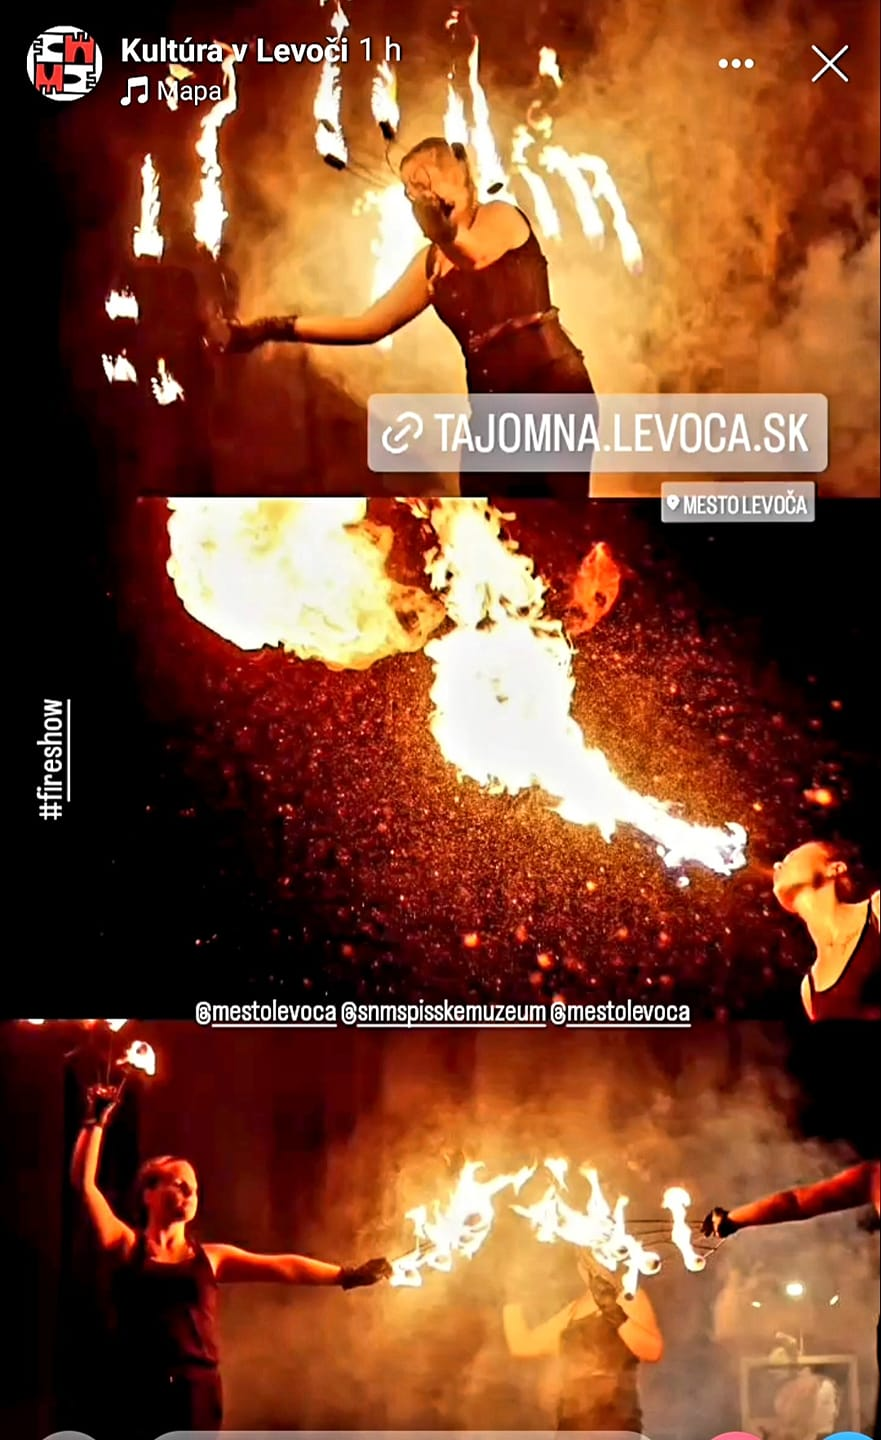 Kultúra v Levoči 1 h
Mapa
TAJOMNA.LEVOCA.SK
MESTO LEVOČA
#fireshow
@mestolevoca @snmspisskemuzeum @mestolevoca